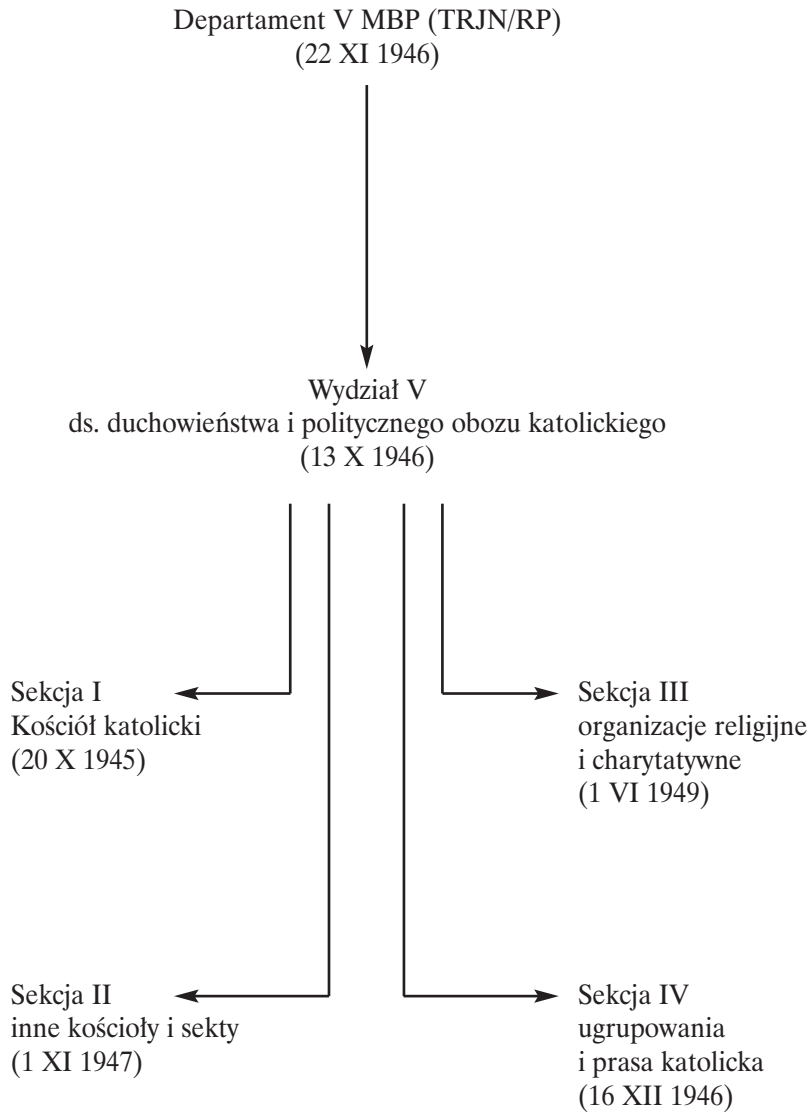 Departament V MBP (TRJN/RP)
(22 XI 1946)
Wydział V
ds. duchowieństwa i politycznego obozu katolickiego
(13 X 1946)
Sekcja I
Kościół katolicki
(20 X 1945)
Sekcja III
organizacje religijne
i charytatywne
(1 VI 1949)
Sekcja II
inne kościoły i sekty
(1 XI 1947)
Sekcja IV
ugrupowania
i prasa katolicka
(16 XII 1946)